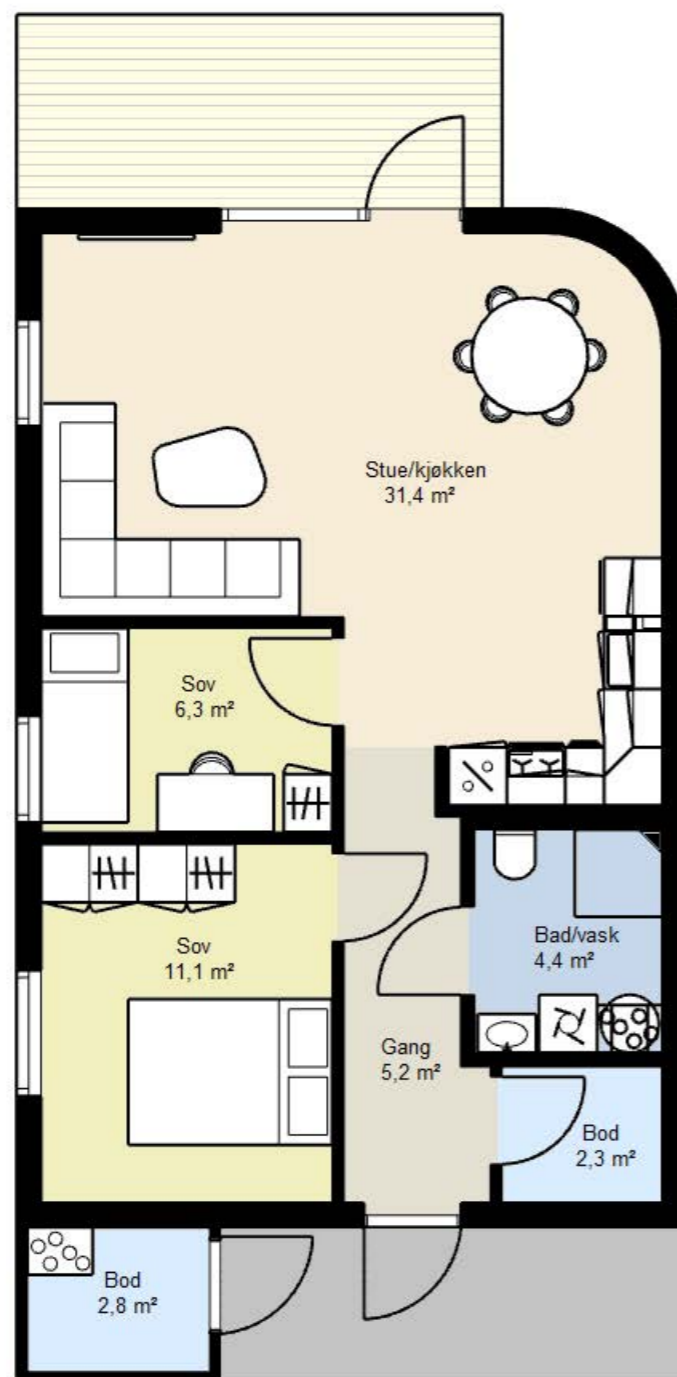 Stue/kjøkken
31,4 m²
Sov
6,3 m²
Sov
11,1 m²
Bad/vask
4,4 m²
Gang
5,2 m²
Bod
2,3 m²
Bod
2,8 m²